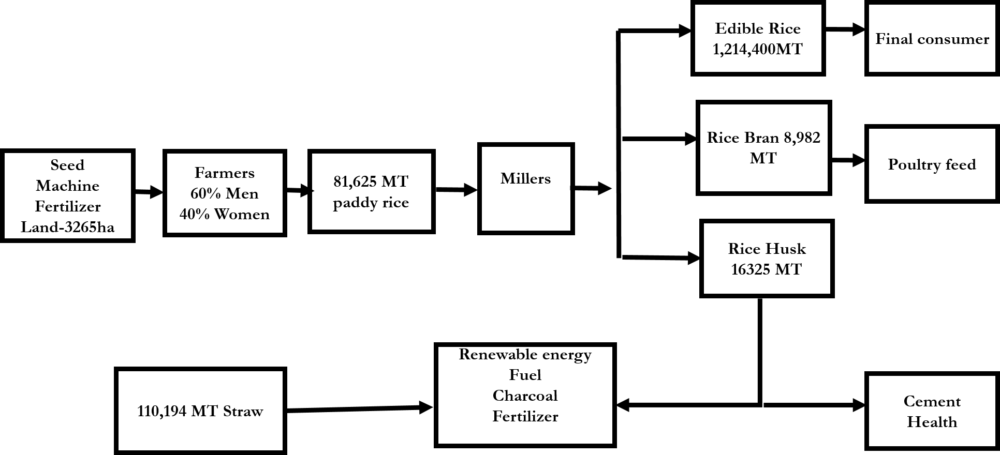 Seed
Machine
Fertilizer
Land-3265ha
Farmers
60% Men
40% Women
81,625 MT
paddy rice
Millers
Edible Rice
1,214,400MT
Final consumer
Rice Bran 8,982
MT
Poultry feed
Rice Husk
16325 MT
110,194 MT Straw
Renewable energy
Fuel
Charcoal
Fertilizer
Cement
Health